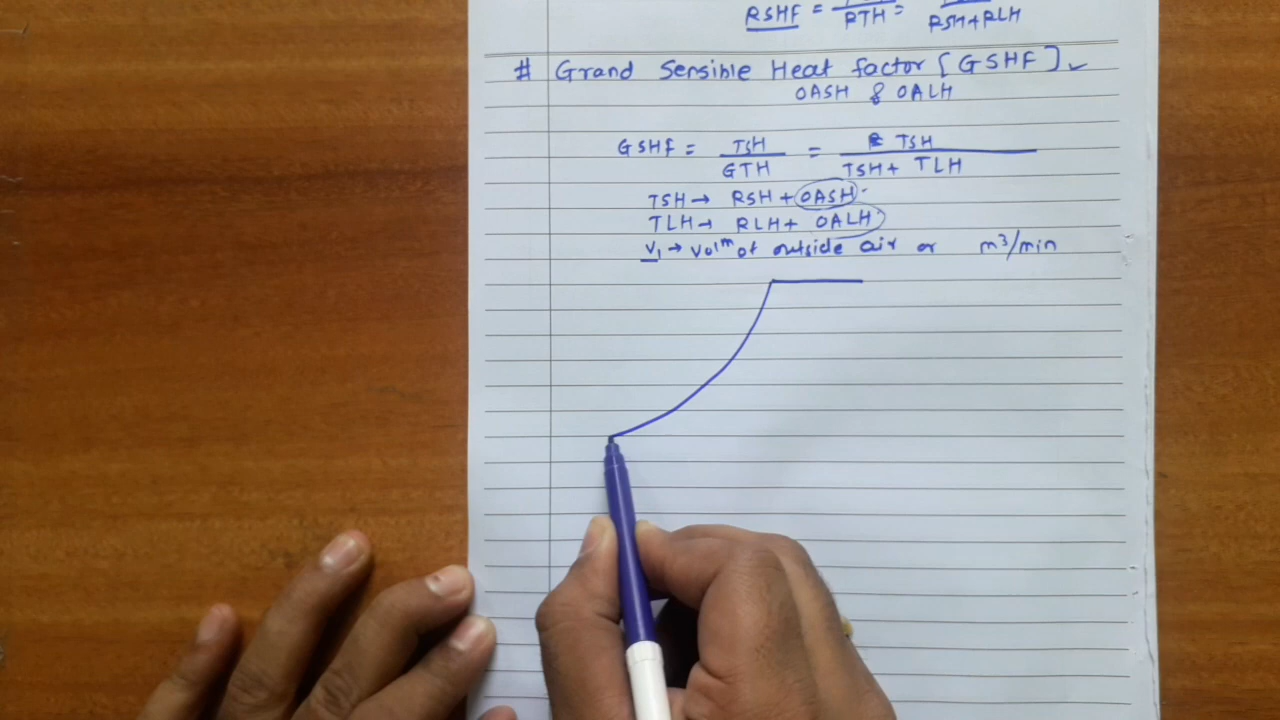 RSHF = / RTH = / RSH+RLH
# Grand Sensible Heat factor [GSHF] ✓
OASH & OALH
GSHF = TSH / GTH = TSH / TSH + TLH
TSH → RSH + OASH
TLH → RLH + OALH
V1 → volm of outside air or m³/min